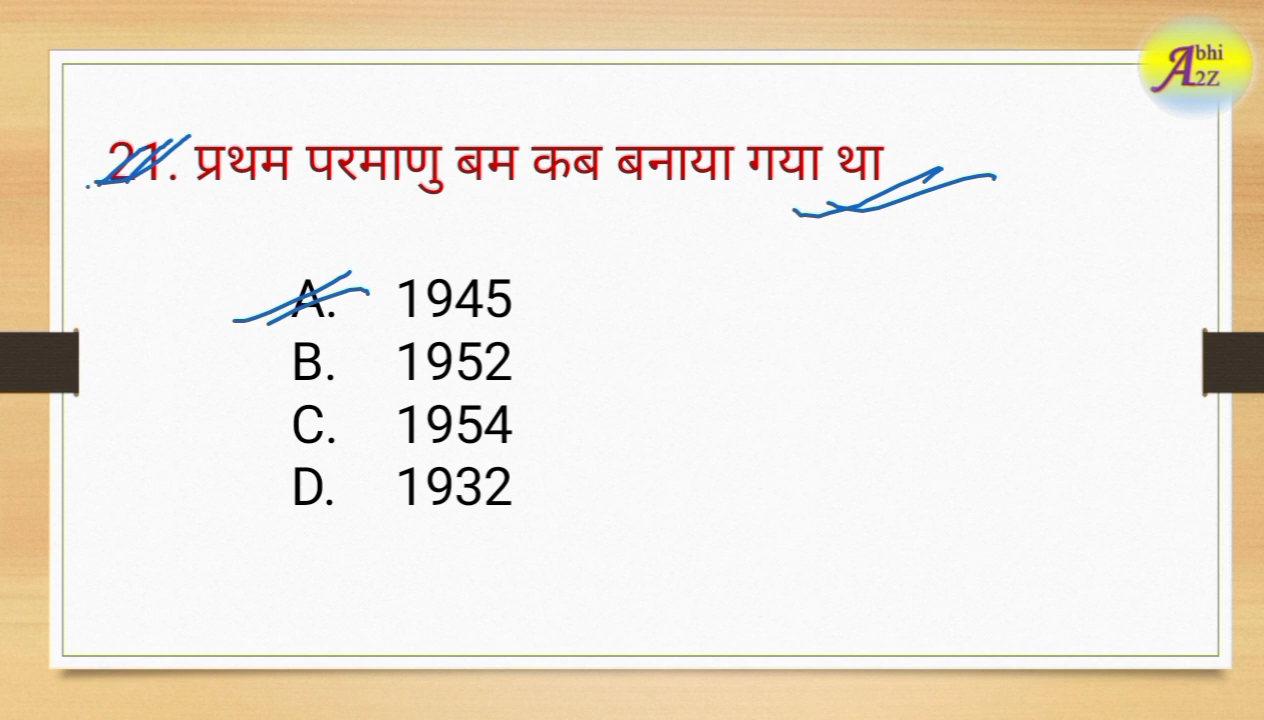 Abhi
A2Z
21. प्रथम परमाणु बम कब बनाया गया था
A. 1945
B. 1952
C. 1954
D. 1932